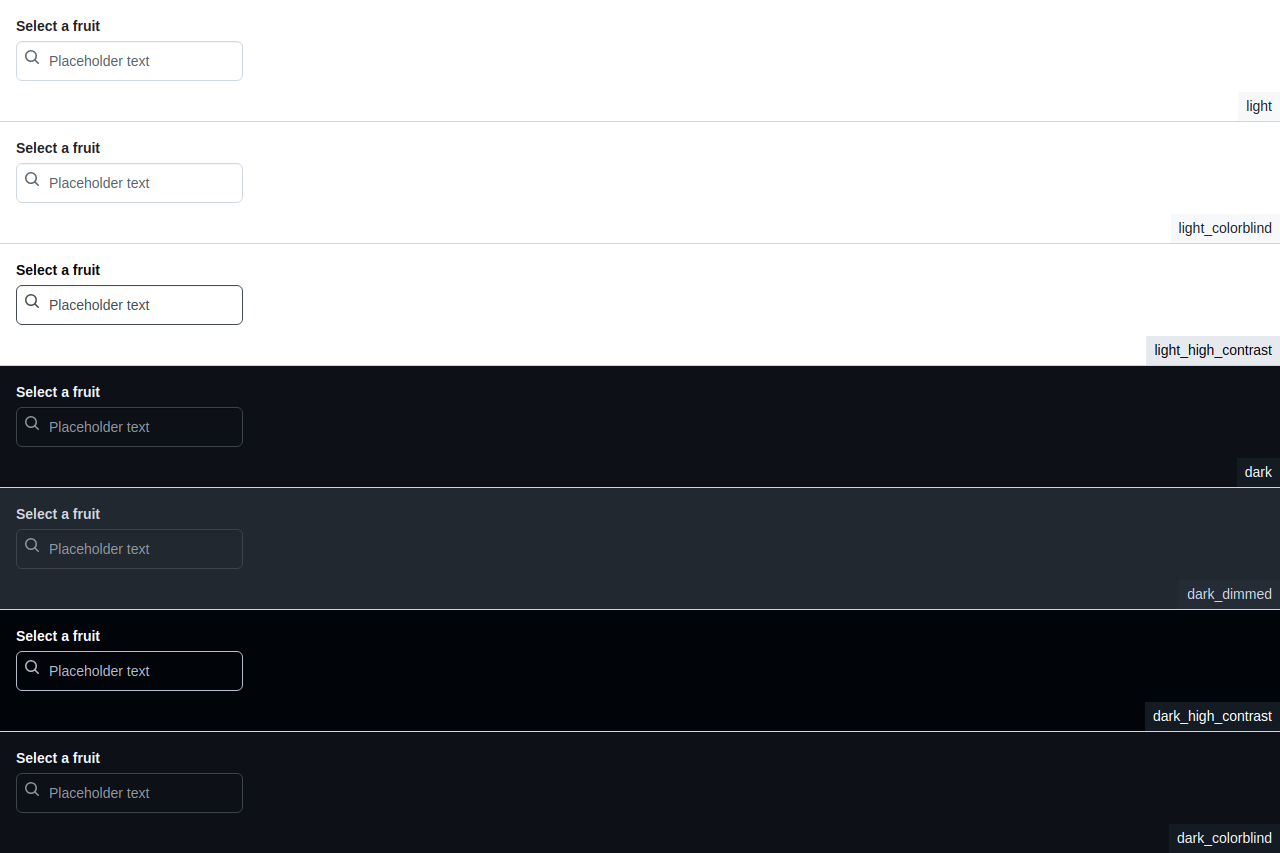 Select a fruit
Placeholder text
light
Select a fruit
Placeholder text
light_colorblind
Select a fruit
Placeholder text
light_high_contrast
Select a fruit
Placeholder text
dark
Select a fruit
Placeholder text
dark_dimmed
Select a fruit
Placeholder text
dark_high_contrast
Select a fruit
Placeholder text
dark_colorblind